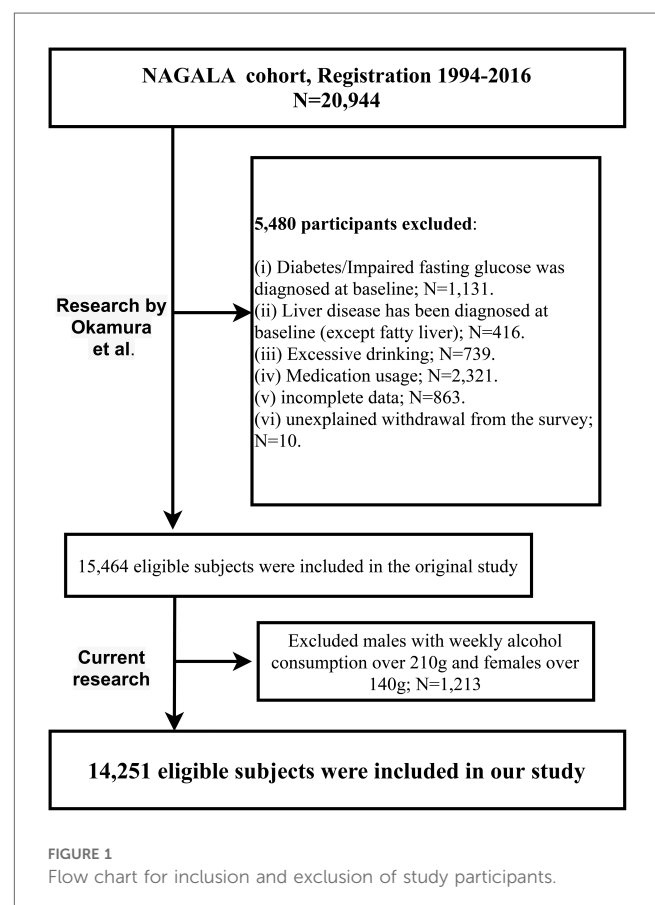 NAGALA cohort, Registration 1994-2016
N=20,944
5,480 participants excluded:
(i) Diabetes/Impaired fasting glucose was
diagnosed at baseline; N=1,131.
(ii) Liver disease has been diagnosed at
baseline (except fatty liver); N=416.
(iii) Excessive drinking; N=739.
(iv) Medication usage; N=2,321.
(v) incomplete data; N=863.
(vi) unexplained withdrawal from the survey;
N=10.
Research by
Okamura
et al.
15,464 eligible subjects were included in the original study
Current
research
Excluded males with weekly alcohol
consumption over 210g and females over
140g; N=1,213
14,251 eligible subjects were included in our study
FIGURE 1
Flow chart for inclusion and exclusion of study participants.